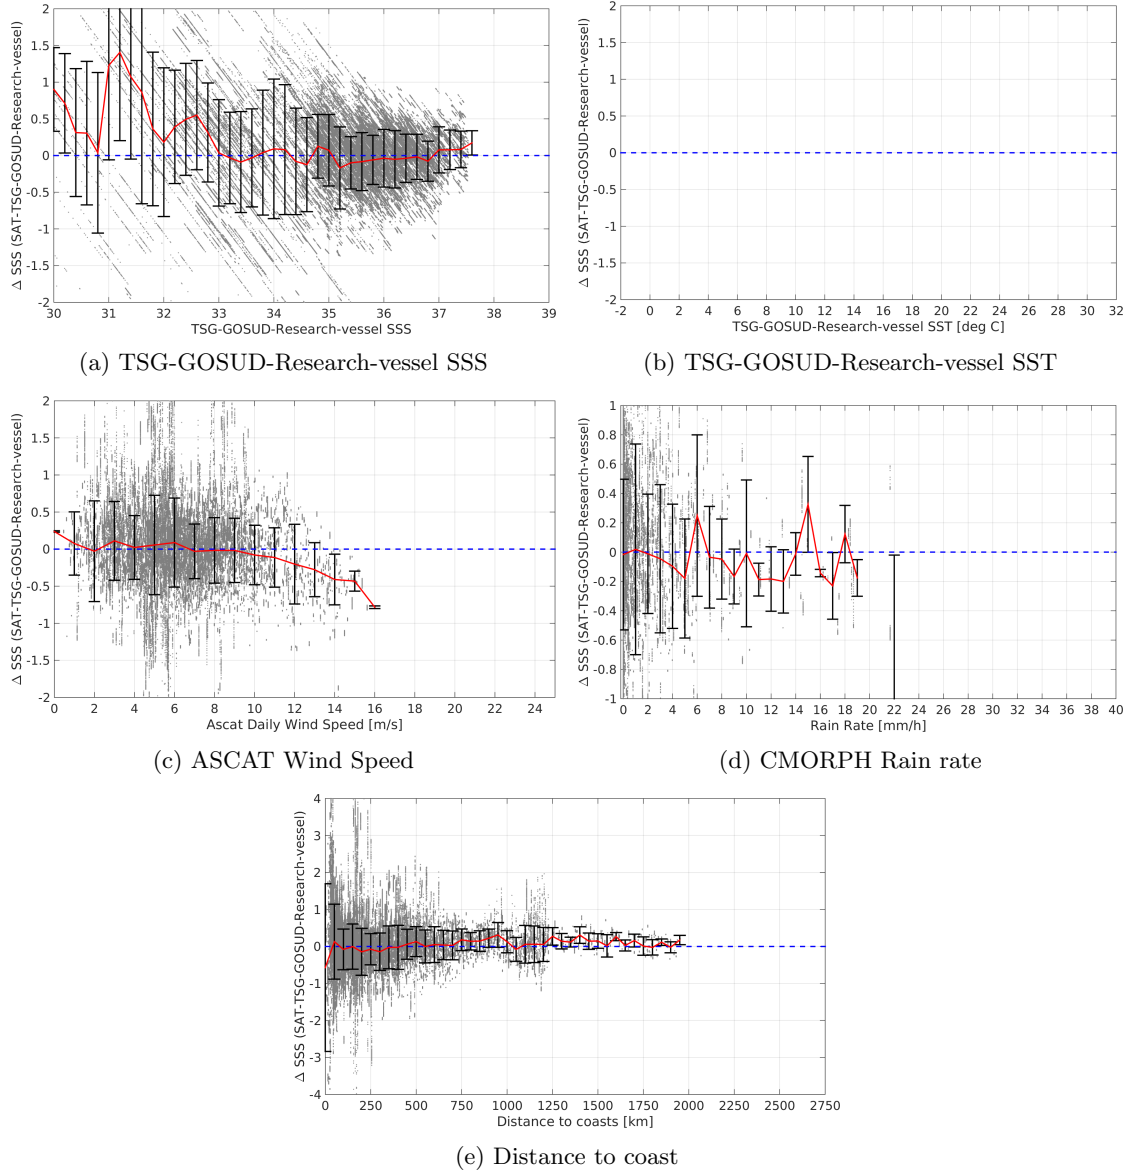 2
1.5
1
0.5
0
-0.5
-1
-1.5
-2
Δ SSS (SAT-TSG-GOSUD-Research-vessel)
30 31 32 33 34 35 36 37 38 39
TSG-GOSUD-Research-vessel SSS
(a) TSG-GOSUD-Research-vessel SSS
2
1.5
1
0.5
0
-0.5
-1
-1.5
-2
Δ SSS (SAT-TSG-GOSUD-Research-vessel)
-2 0 2 4 6 8 10 12 14 16 18 20 22 24 26 28 30 32
TSG-GOSUD-Research-vessel SST [deg C]
(b) TSG-GOSUD-Research-vessel SST
2
1.5
1
0.5
0
-0.5
-1
-1.5
-2
Δ SSS (SAT-TSG-GOSUD-Research-vessel)
0 2 4 6 8 10 12 14 16 18 20 22 24
Ascat Daily Wind Speed [m/s]
(c) ASCAT Wind Speed
1
0.8
0.6
0.4
0.2
0
-0.2
-0.4
-0.6
-0.8
-1
Δ SSS (SAT-TSG-GOSUD-Research-vessel)
0 2 4 6 8 10 12 14 16 18 20 22 24 26 28 30 32 34 36 38 40
Rain Rate [mm/h]
(d) CMORPH Rain rate
4
3
2
1
0
-1
-2
-3
-4
Δ SSS (SAT-TSG-GOSUD-Research-vessel)
0 250 500 750 1000 1250 1500 1750 2000 2250 2500 2750
Distance to coasts [km]
(e) Distance to coast